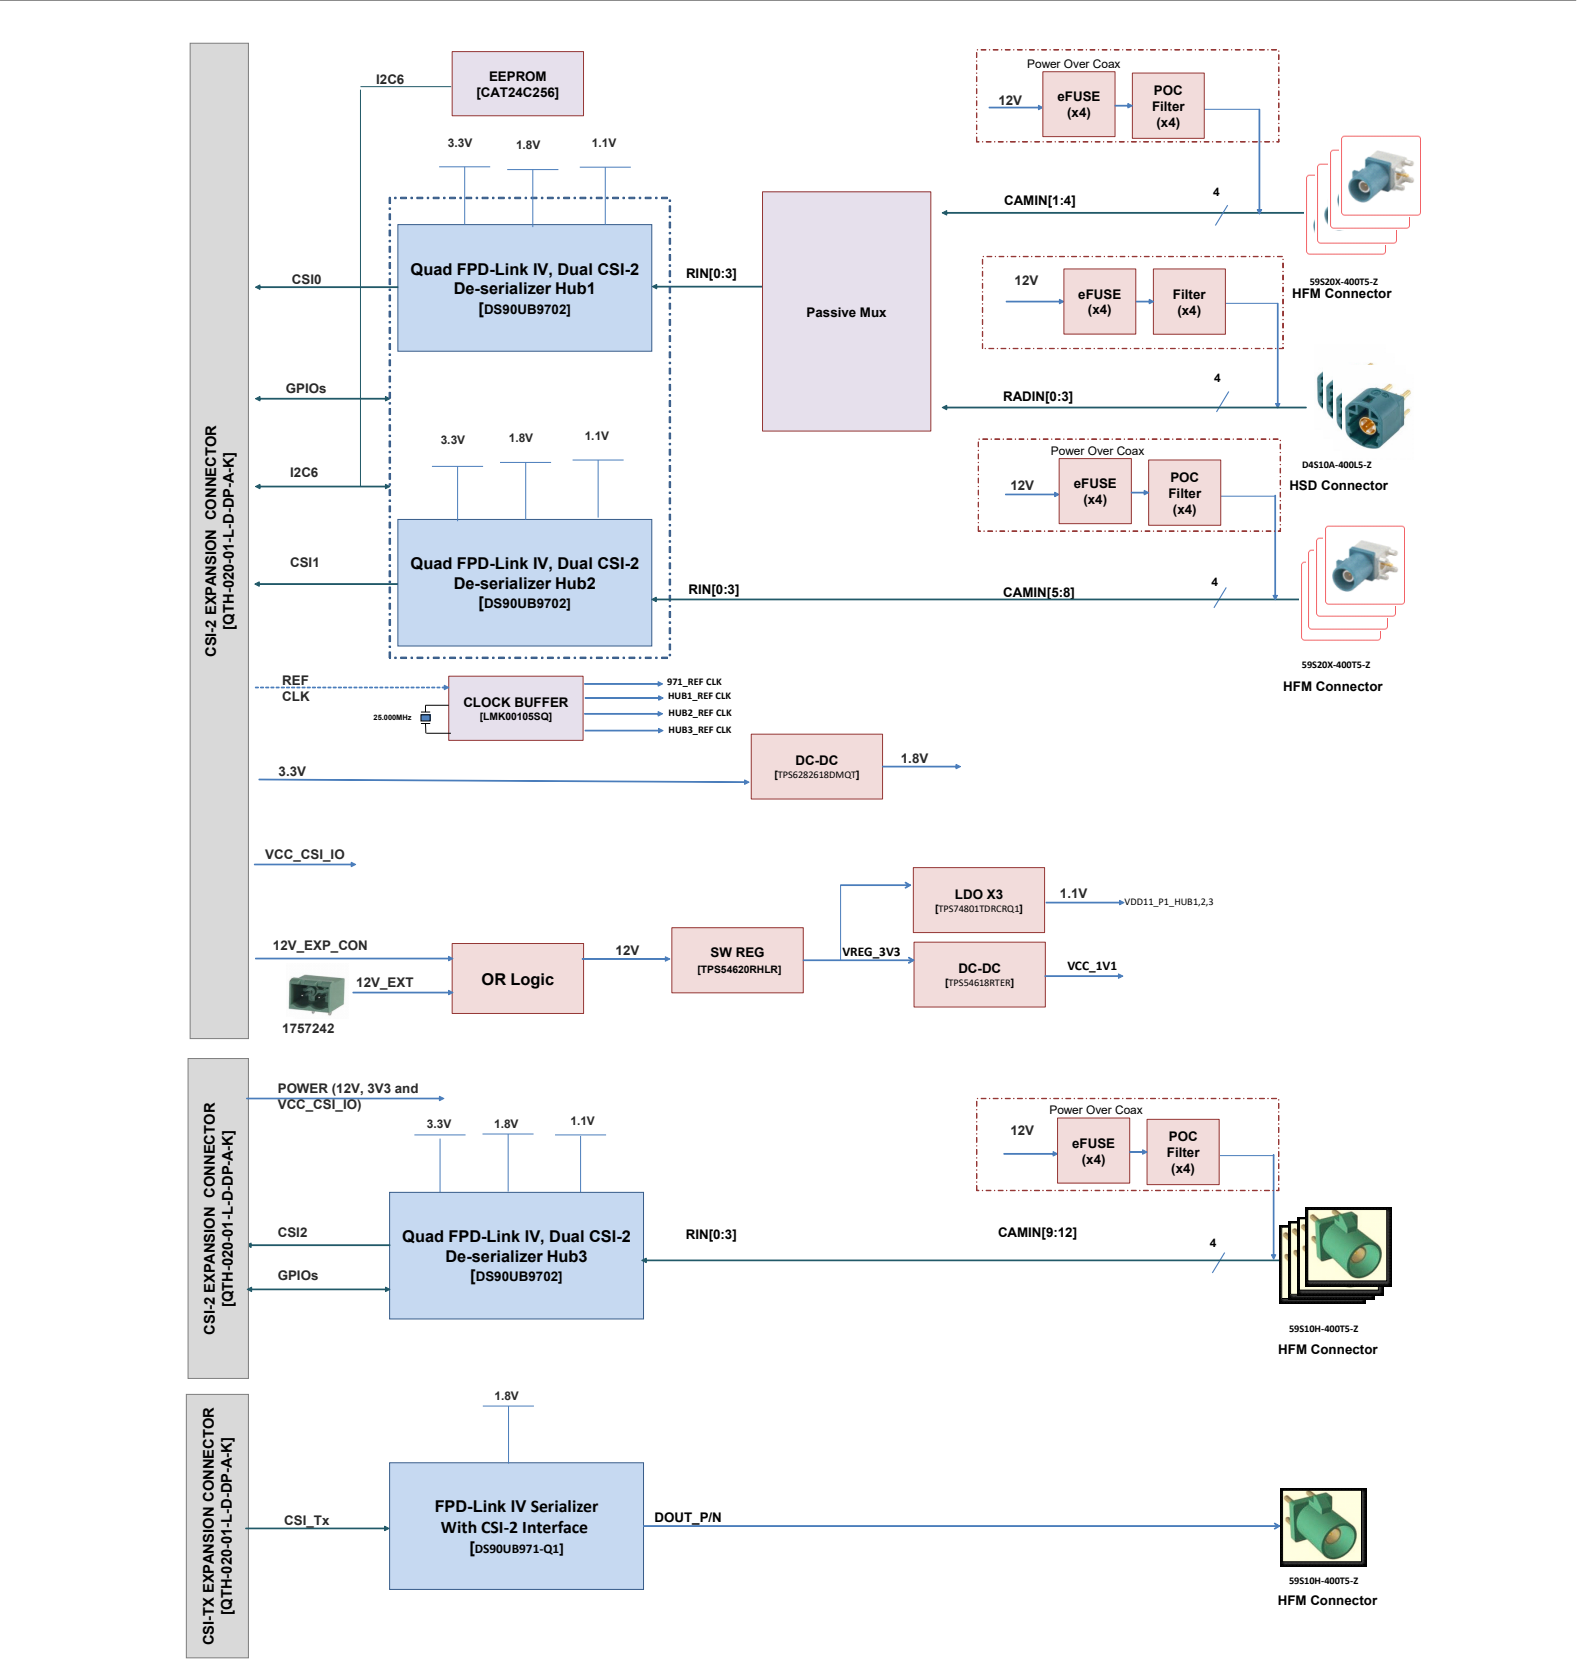 I2C6
EEPROM
[CAT24C256]
3.3V
1.8V
1.1V
Power Over Coax
12V
eFUSE
(x4)
POC
Filter
(x4)
CAMIN[1:4]
4
59S20X-400T5-Z
HFM Connector
CSI0
Quad FPD-Link IV, Dual CSI-2
De-serializer Hub1
[DS90UB9702]
RIN[0:3]
Passive Mux
12V
eFUSE
(x4)
Filter
(x4)
GPIOs
RADIN[0:3]
4
D4S10A-400L5-Z
HSD Connector
3.3V
1.8V
1.1V
Power Over Coax
12V
eFUSE
(x4)
POC
Filter
(x4)
I2C6
CSI-2 EXPANSION CONNECTOR
[QTH-020-01-L-D-DP-A-K]
CSI1
Quad FPD-Link IV, Dual CSI-2
De-serializer Hub2
[DS90UB9702]
RIN[0:3]
CAMIN[5:8]
4
59S20X-400T5-Z
HFM Connector
REF
CLK
25.000MHz
CLOCK BUFFER
[LMK00105SQ]
971_REF CLK
HUB1_REF CLK
HUB2_REF CLK
HUB3_REF CLK
3.3V
DC-DC
[TPS6282618DMQT]
1.8V
VCC_CSI_IO
12V_EXP_CON
12V_EXT
1757242
OR Logic
12V
SW REG
[TPS54620RHLR]
VREG_3V3
LDO X3
[TPS74801TDRCRQ1]
1.1V
VDD11_P1_HUB1,2,3
DC-DC
[TPS54618RTER]
VCC_1V1
CSI-2 EXPANSION CONNECTOR
[QTH-020-01-L-D-DP-A-K]
POWER (12V, 3V3 and
VCC_CSI_IO)
3.3V
1.8V
1.1V
Power Over Coax
12V
eFUSE
(x4)
POC
Filter
(x4)
CSI2
GPIOs
Quad FPD-Link IV, Dual CSI-2
De-serializer Hub3
[DS90UB9702]
RIN[0:3]
CAMIN[9:12]
4
59S10H-400T5-Z
HFM Connector
CSI-TX EXPANSION CONNECTOR
[QTH-020-01-L-D-DP-A-K]
1.8V
CSI_Tx
FPD-Link IV Serializer
With CSI-2 Interface
[DS90UB971-Q1]
DOUT_P/N
59S10H-400T5-Z
HFM Connector